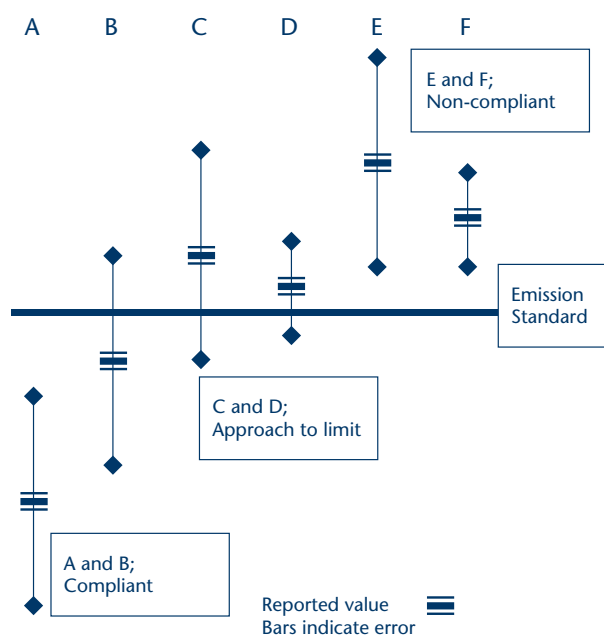 A B C D E F
E and F;
Non-compliant
Emission
Standard
C and D;
Approach to limit
A and B;
Compliant
Reported value
Bars indicate error